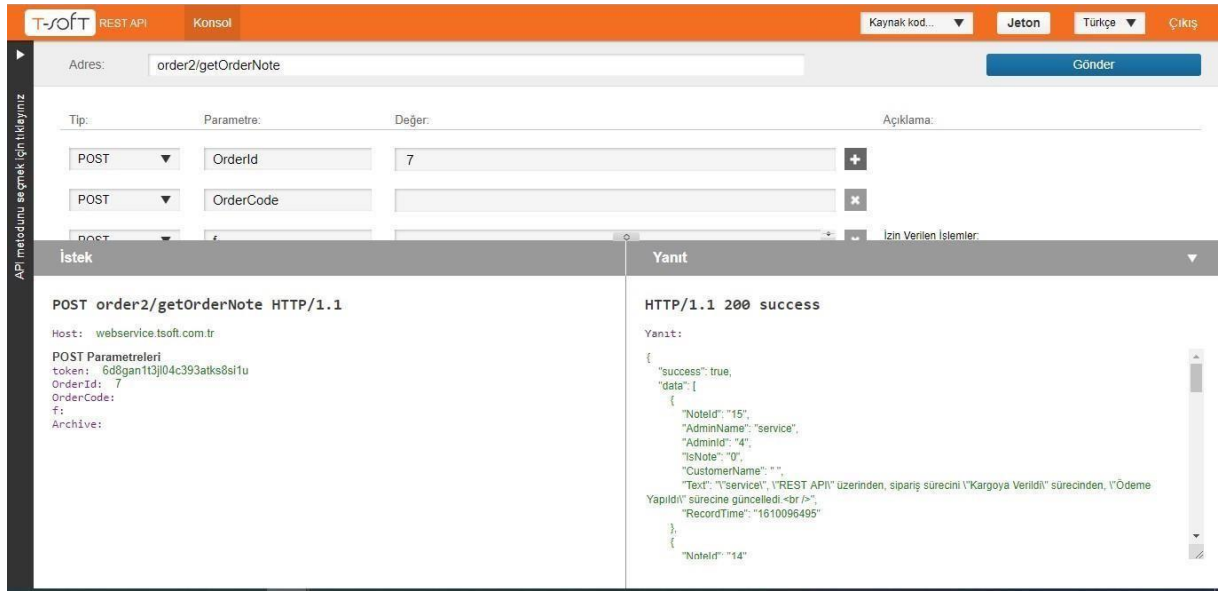 T-SOFT REST API Konsol Kaynak kod... Jeton Türkçe Çıkış
API metodunu seçmek için tıklayınız
Adres: order2/getOrderNote Gönder
Tip: Parametre: Değer: Açıklama:
POST OrderId 7
POST OrderCode
POST f İzin Verilen İşlemler:
İstek
POST order2/getOrderNote HTTP/1.1
Host: webservice.tsoft.com.tr
POST Parametreleri
token: 6d8gan1t3jl04c393atks8si1u
OrderId: 7
OrderCode:
f:
Archive:
Yanıt
HTTP/1.1 200 success
Yanıt:
{
"success": true,
"data": [
{
"NoteId": "15",
"AdminName": "service",
"AdminId": "4",
"IsNote": "0",
"CustomerName": " ",
"Text": "\"service\", \"REST API\" üzerinden, sipariş sürecini \"Kargoya Verildi\" sürecinden, \"Ödeme
Yapıldı\" sürecine güncelledi.<br />",
"RecordTime": "1610096495"
},
{
"NoteId": "14"